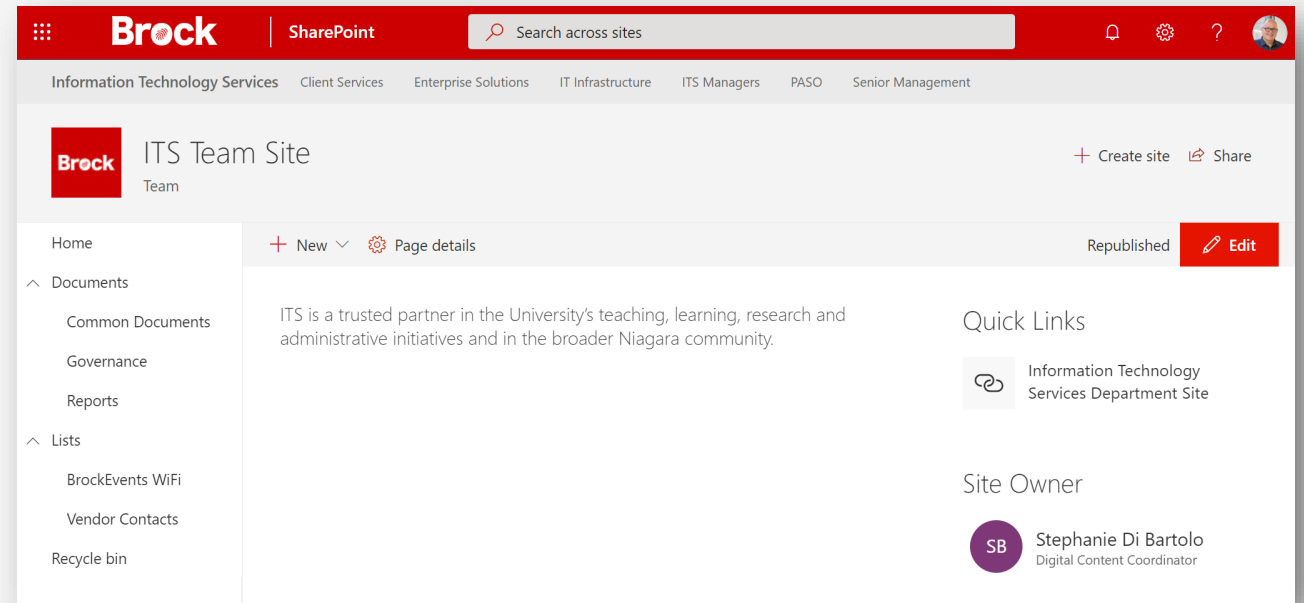 Brock SharePoint Search across sites
Information Technology Services Client Services Enterprise Solutions IT Infrastructure ITS Managers PASO Senior Management
Brock
ITS Team Site
Team
Create site Share
Home
Documents
Common Documents
Governance
Reports
Lists
BrockEvents WiFi
Vendor Contacts
Recycle bin
New Page details Republished Edit
ITS is a trusted partner in the University’s teaching, learning, research and
administrative initiatives and in the broader Niagara community.
Quick Links
Information Technology
Services Department Site
Site Owner
SB
Stephanie Di Bartolo
Digital Content Coordinator